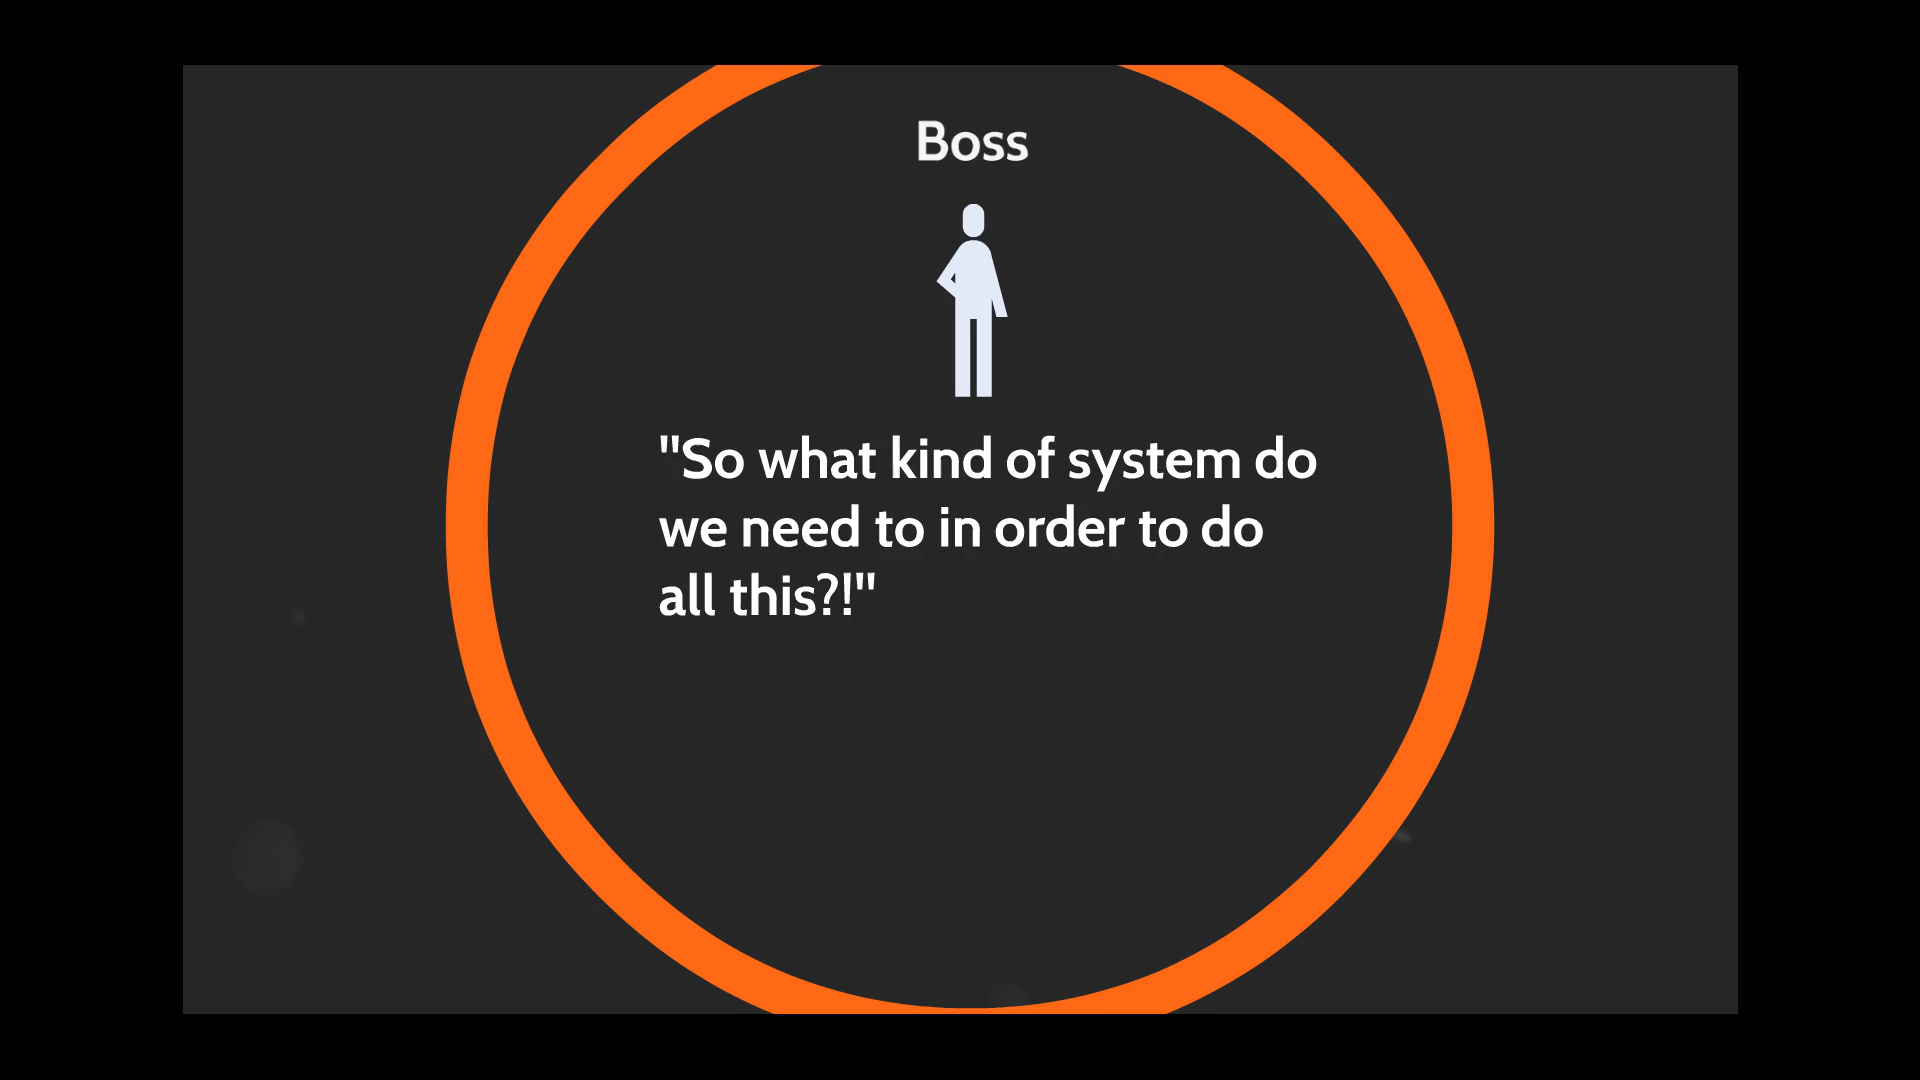 Boss
"So what kind of system do
we need to in order to do
all this?!"